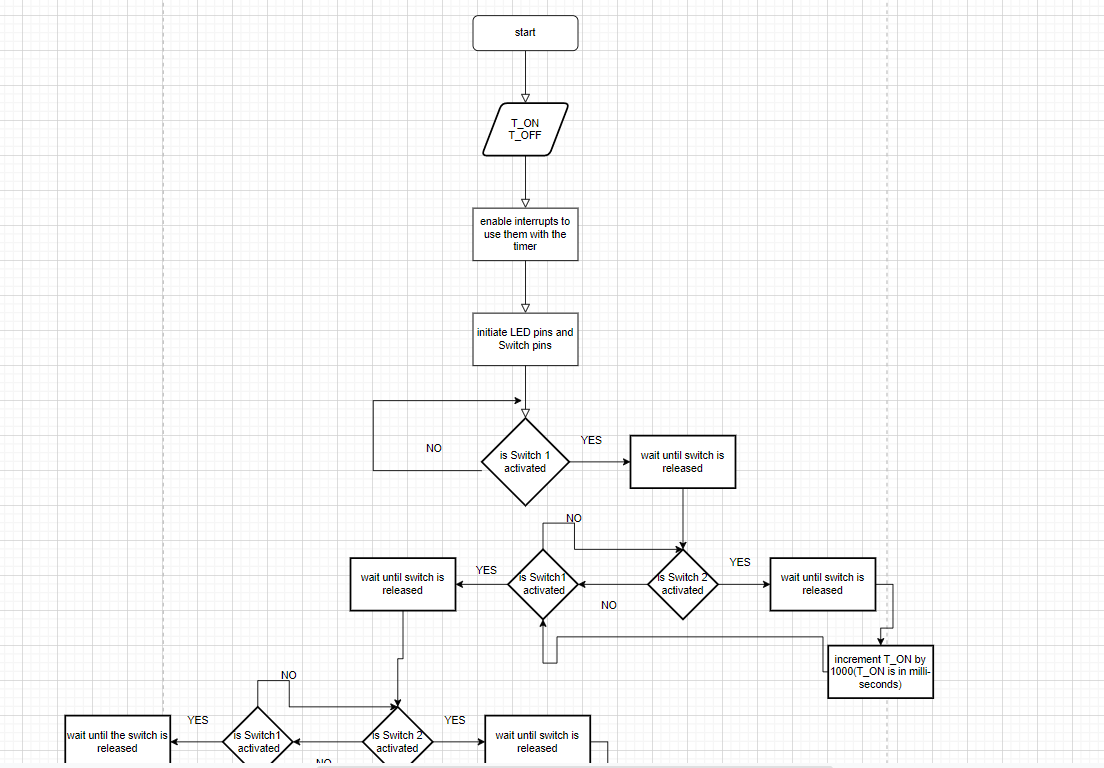 start
T_ON
T_OFF
enable interrupts to
use them with the
timer
initiate LED pins and
Switch pins
is Switch 1
activated
NO
YES
wait until switch is
released
NO
wait until switch is
released
YES
is Switch1
activated
NO
is Switch 2
activated
YES
wait until switch is
released
increment T_ON by
1000(T_ON is in milli-
seconds)
NO
wait until the switch is
released
YES
is Switch1
activated
NO
is Switch 2
activated
YES
wait until switch is
released